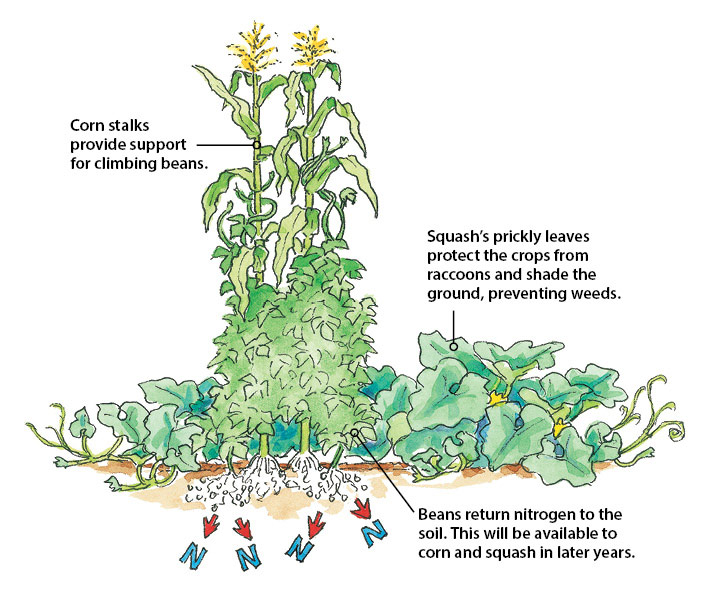 Corn stalks
provide support
for climbing beans.
Squash's prickly leaves
protect the crops from
raccoons and shade the
ground, preventing weeds.
Beans return nitrogen to the
soil. This will be available to
corn and squash in later years.
N N N N